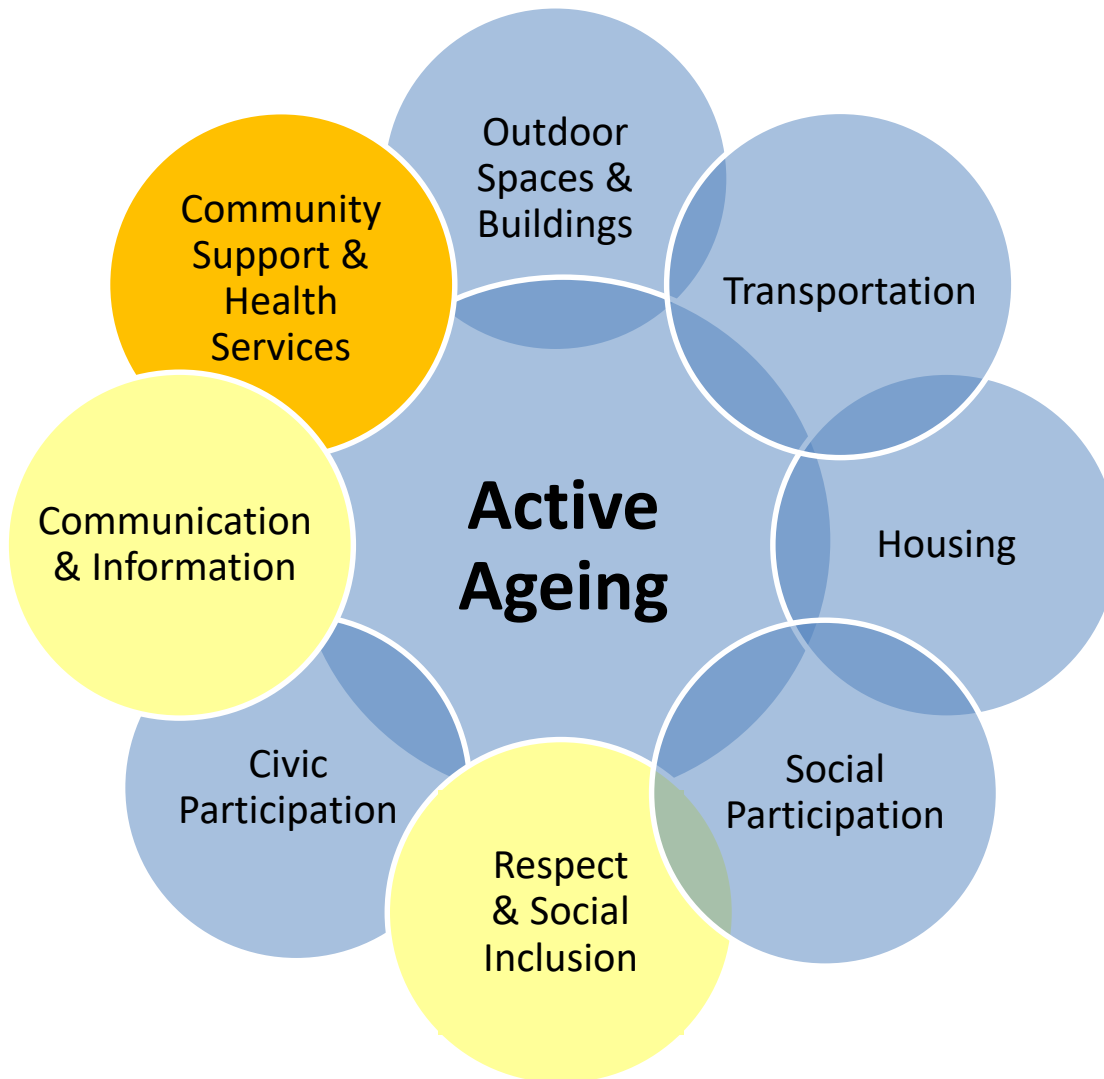 Outdoor
Spaces &
Buildings
Transportation
Housing
Social
Participation
Respect
& Social
Inclusion
Civic
Participation
Communication
& Information
Community
Support &
Health
Services
Active
Ageing